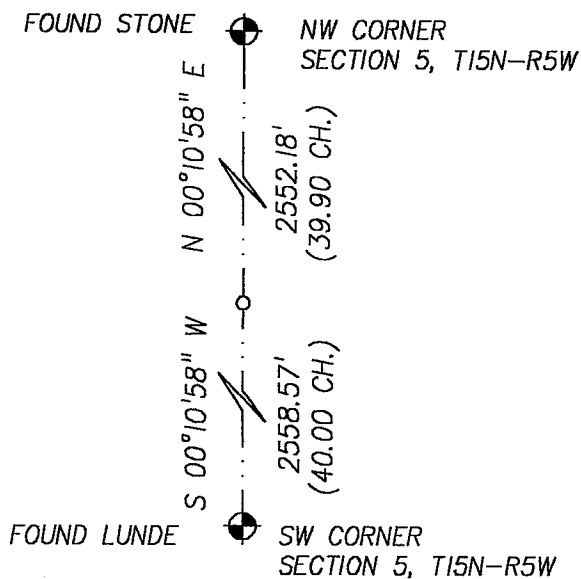 FOUND STONE
NW CORNER
SECTION 5, T15N-R5W
N 00°10'58" E
2552.18'
(39.90 CH.)
S 00°10'58" W
2558.57'
(40.00 CH.)
FOUND LUNDE
SW CORNER
SECTION 5, T15N-R5W